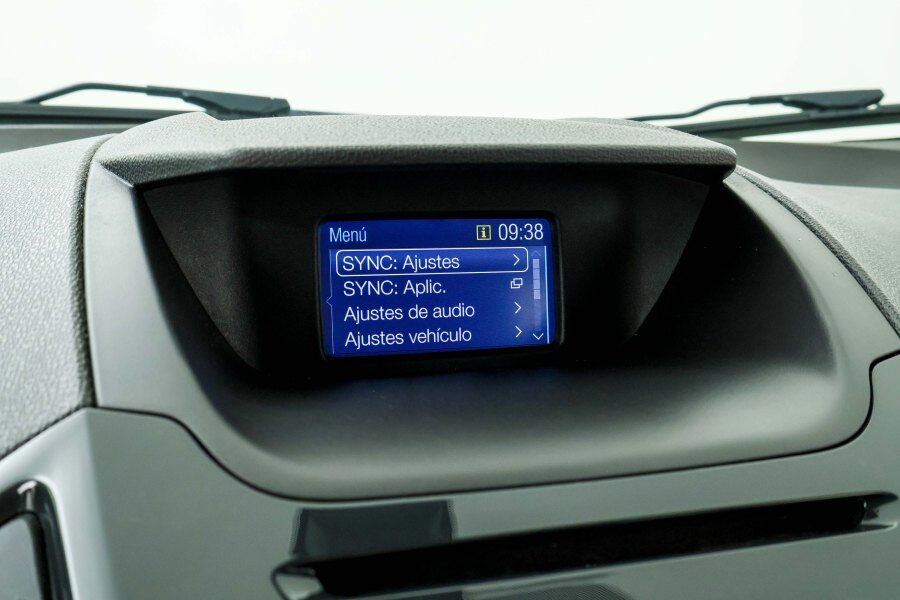 Menú i 09:38
SYNC: Ajustes
SYNC: Aplic.
Ajustes de audio
Ajustes vehículo